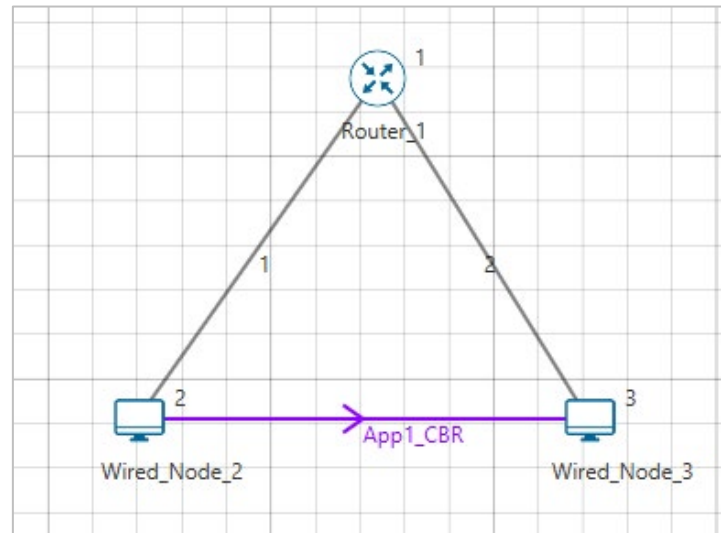 1
Router_1
1
2
2
3
App1_CBR
Wired_Node_2
Wired_Node_3